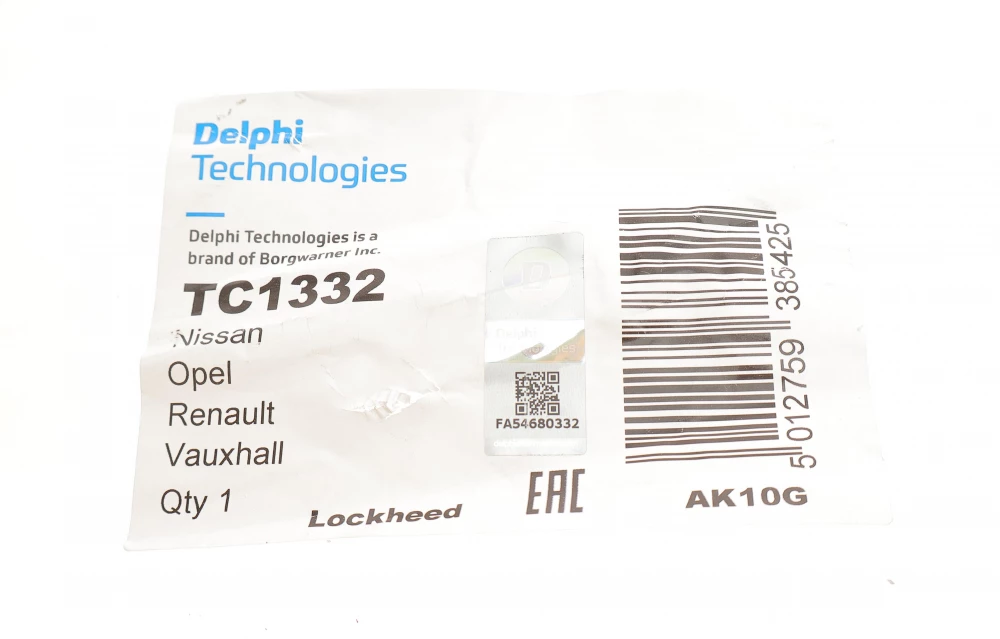 Delphi
Technologies
Delphi Technologies is a
brand of Borgwarner Inc.
TC1332
Nissan
Opel
Renault
Vauxhall
Qty 1
Lockheed
Delphi
FA54680332
EAC
5 012759 385425
AK10G